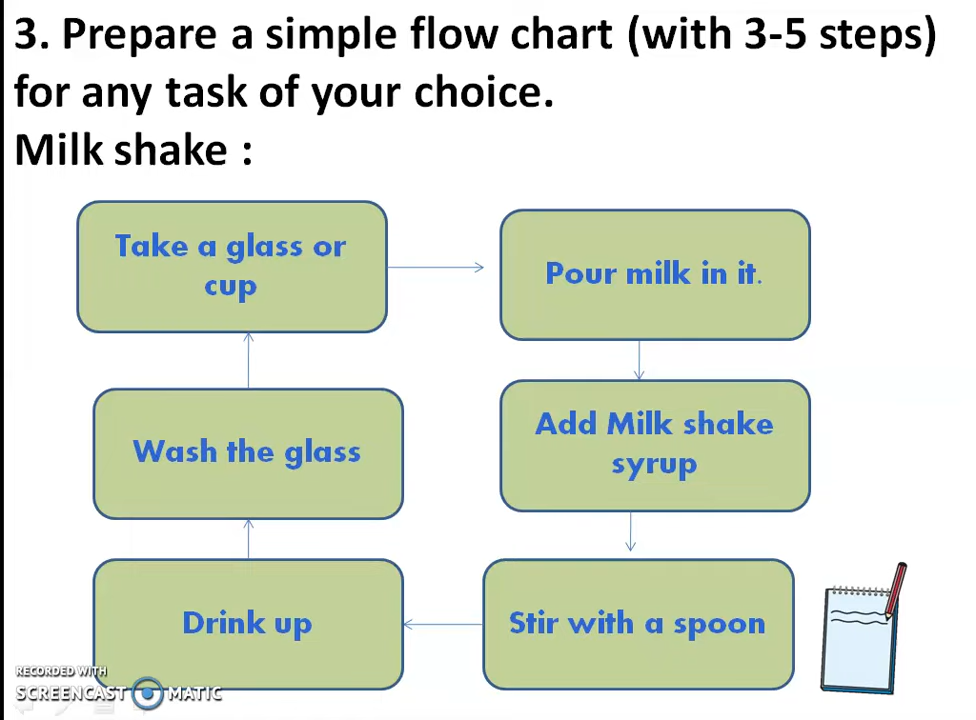 3. Prepare a simple flow chart (with 3-5 steps)
for any task of your choice.
Milk shake :
Take a glass or
cup
Pour milk in it.
Add Milk shake
syrup
Stir with a spoon
Drink up
Wash the glass
RECORDED WITH
SCREENCAST MATIC